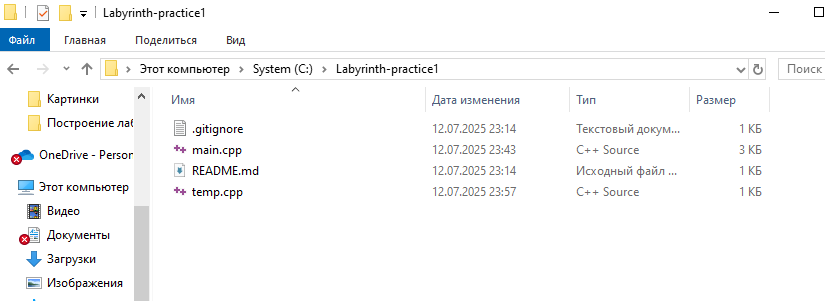 Labyrinth-practice1
Файл Главная Поделиться Вид
Этот компьютер System (C:) Labyrinth-practice1 Поиск
Картинки
Построение лаб
OneDrive - Person
Этот компьютер
Видео
Документы
Загрузки
Изображения
Имя Дата изменения Тип Размер
.gitignore 12.07.2025 23:14 Текстовый докум... 1 КБ
main.cpp 12.07.2025 23:43 C++ Source 3 КБ
README.md 12.07.2025 23:14 Исходный файл ... 1 КБ
temp.cpp 12.07.2025 23:57 C++ Source 1 КБ